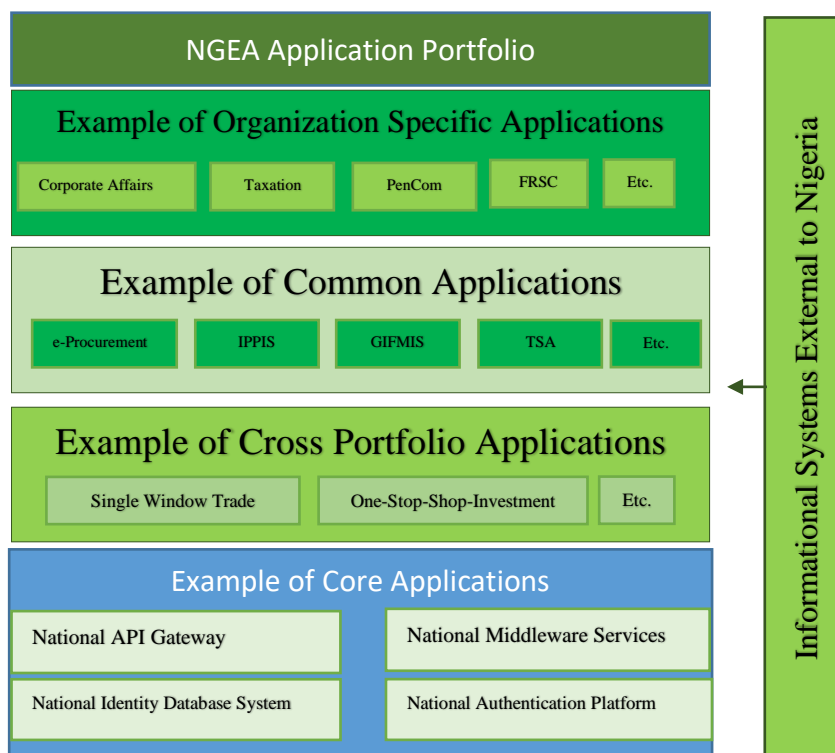 NGEA Application Portfolio
Example of Organization Specific Applications
Corporate Affairs
Taxation
PenCom
FRSC
Etc.
Example of Common Applications
e-Procurement
IPPIS
GIFMIS
TSA
Etc.
Example of Cross Portfolio Applications
Single Window Trade
One-Stop-Shop-Investment
Etc.
Example of Core Applications
National API Gateway
National Middleware Services
National Identity Database System
National Authentication Platform
Informational Systems External to Nigeria